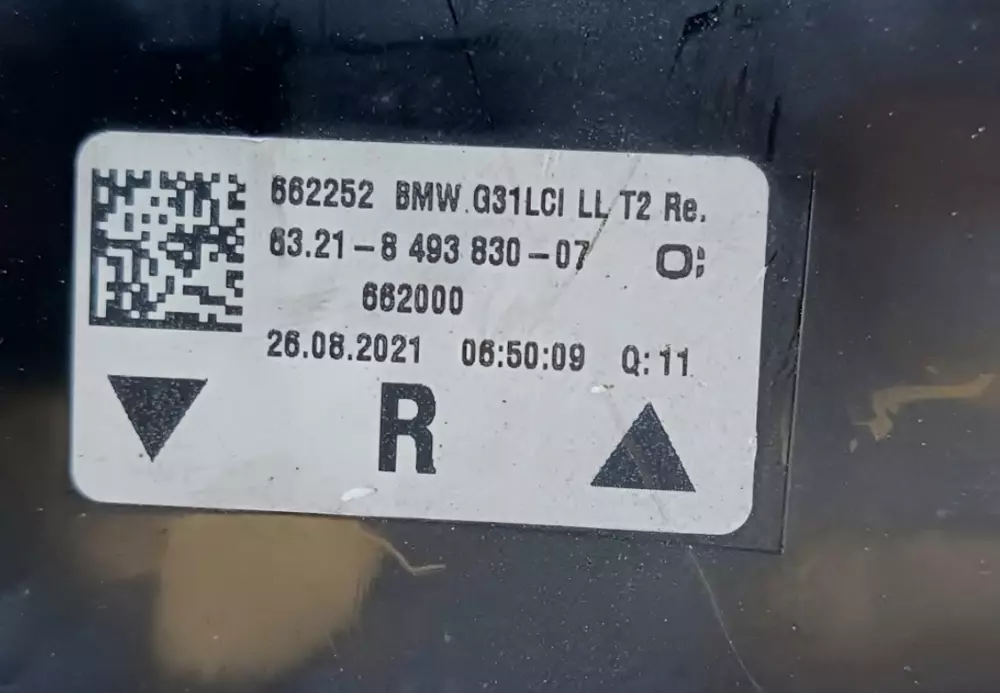 662252 BMW.G31LCI LL T2 Re.
63.21-8 493 830-07 O:
662000
26.08.2021 06:50:09 Q:11
R